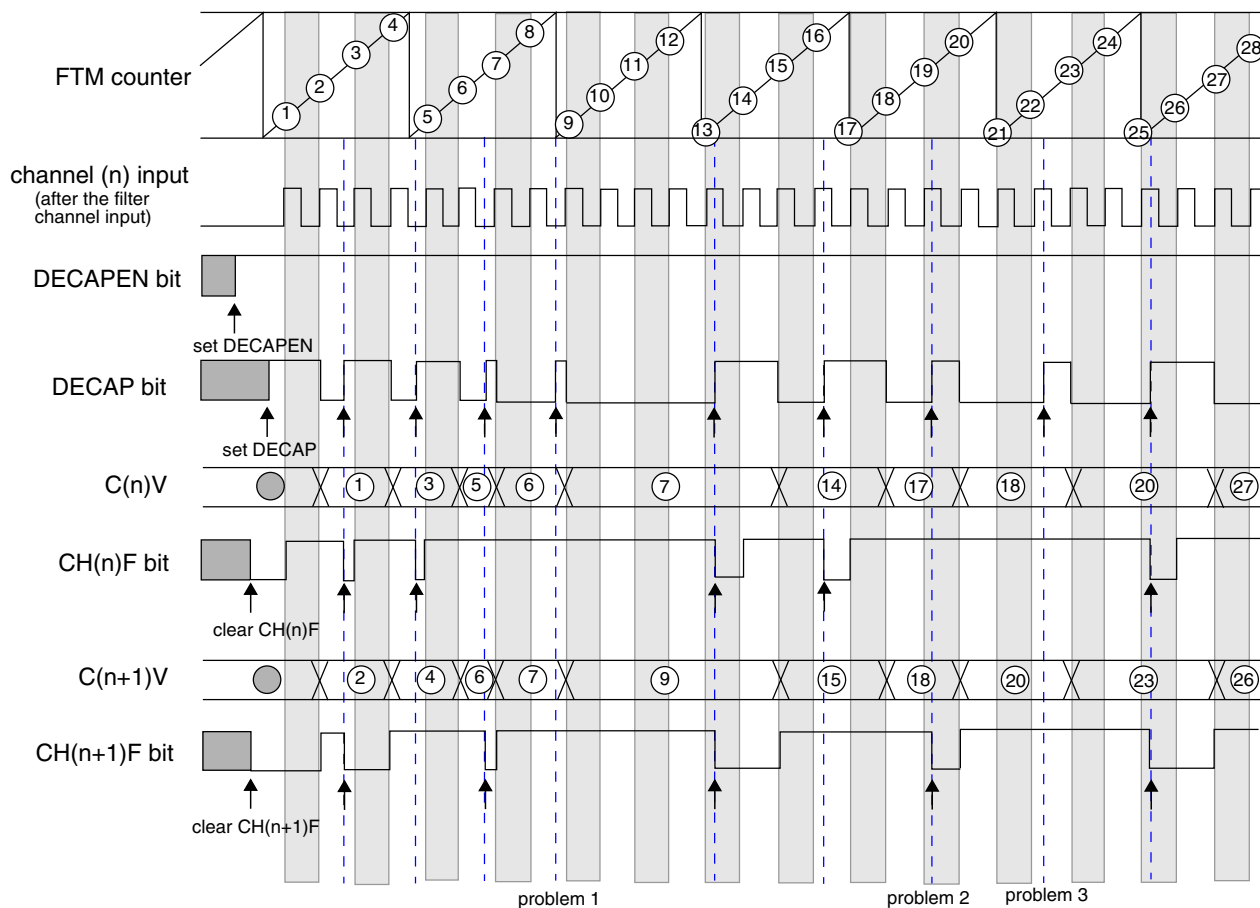 FTM counter
1 2 3 4 5 6 7 8 9 10 11 12 13 14 15 16 17 18 19 20 21 22 23 24 25 26 27 28
channel (n) input
(after the filter
channel input)
DECAPEN bit
set DECAPEN
DECAP bit
set DECAP
C(n)V
1 3 5 6 7 14 17 18 20 27
CH(n)F bit
clear CH(n)F
C(n+1)V
2 4 6 7 9 15 18 20 23 26
CH(n+1)F bit
clear CH(n+1)F
problem 1 problem 2 problem 3